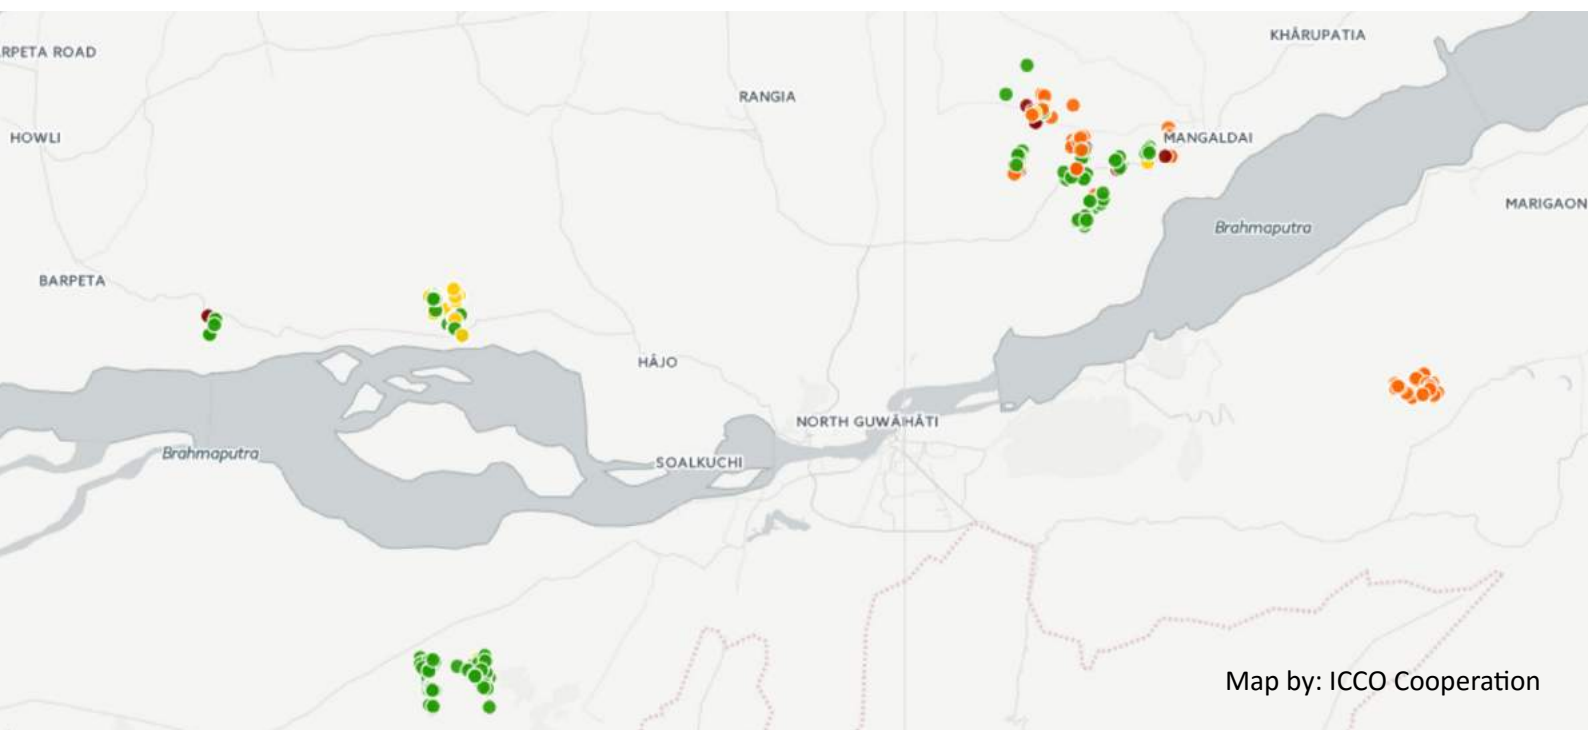 KHĀRUPATIA
RPETA ROAD
RANGIA
HOWLI
MANGALDAI
MARIGAON
Brahmaputra
BARPETA
HĀJO
NORTH GUWĀHĀTI
Brahmaputra
SOALKUCHI
Map by: ICCO Cooperation